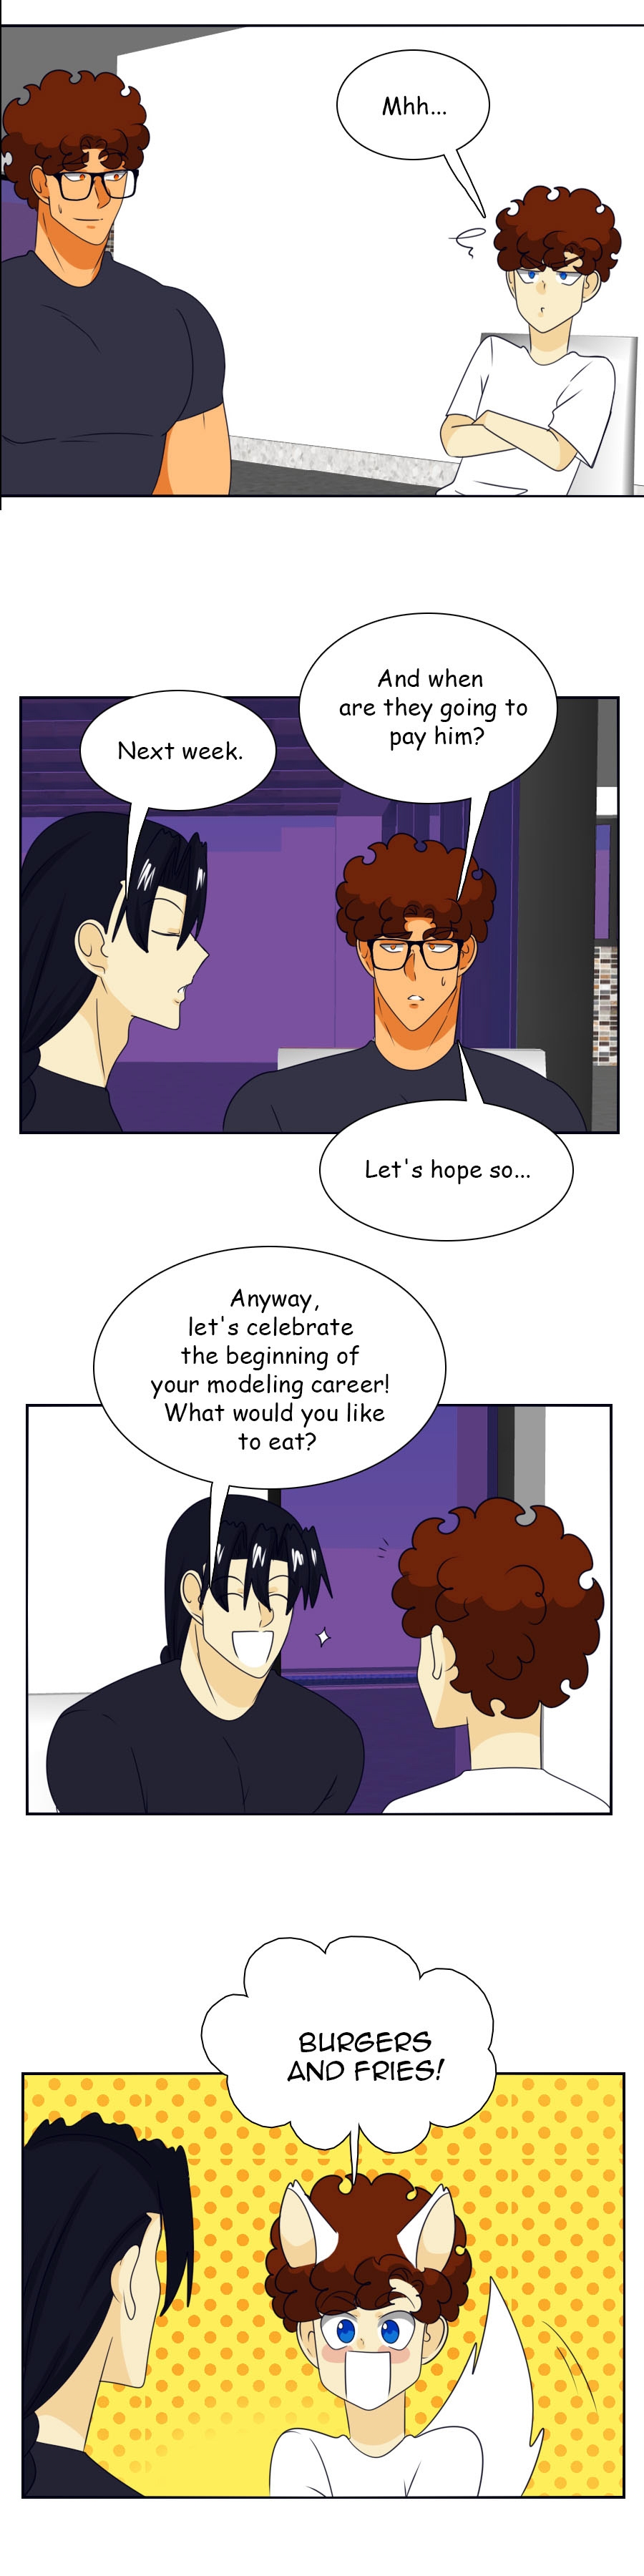 Mhh...
And when
are they going to
pay him?
Next week.
Let's hope so...
Anyway,
let's celebrate
the beginning of
your modeling career!
What would you like
to eat?
BURGERS
AND FRIES!